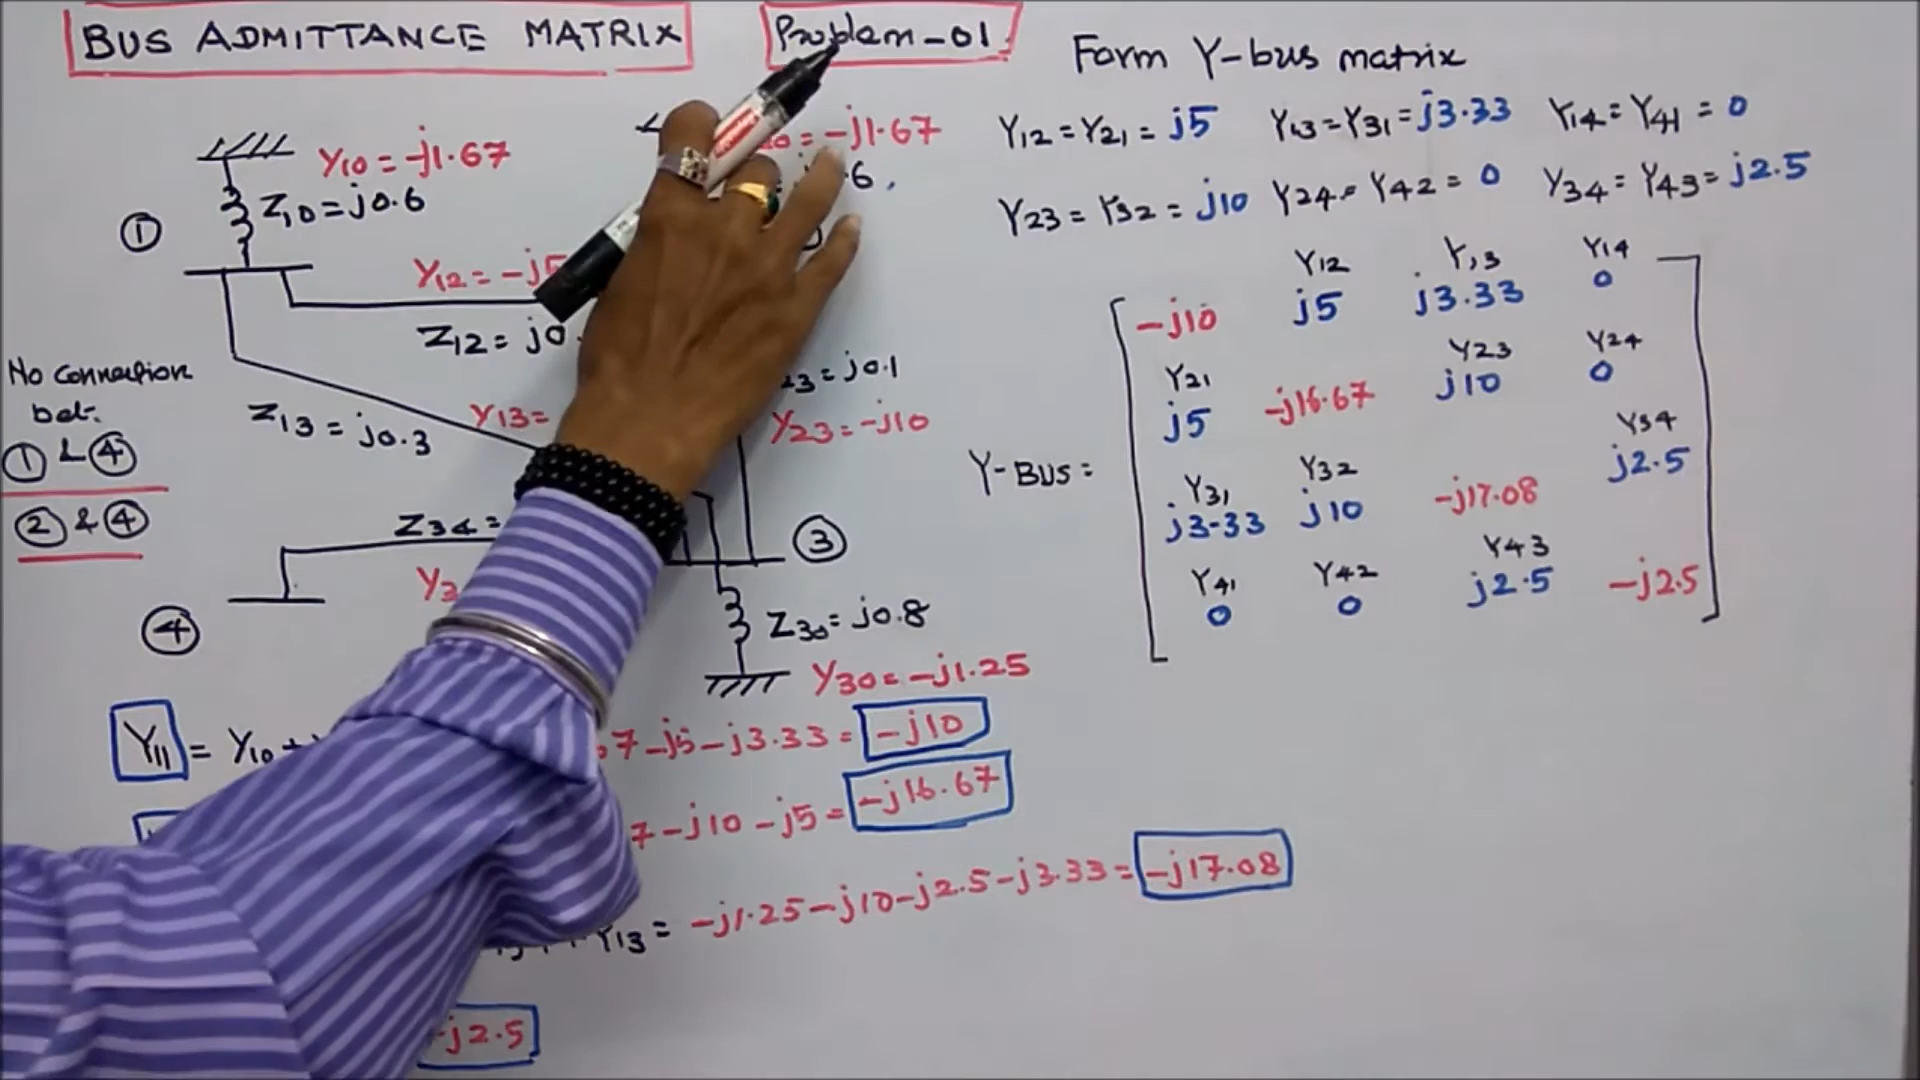 BUS ADMITTANCE MATRIX
Problem-01
Form Y-bus matrix
Y10 = -j1.67
= -j1.67
Z10 = j0.6
①
Y12 = -j5
Z12 = j0.
Z13 = j0.3
Y13 =
= j0.1
Y23 = -j10
No Connection
bet.
① & ④
② & ④
Z34 =
③
④
Z30 = j0.8
Y30 = -j1.25
Y12 = Y21 = j5 Y13 = Y31 = j3.33 Y14 = Y41 = 0
Y23 = Y32 = j10 Y24 = Y42 = 0 Y34 = Y43 = j2.5
Y12 Y13 Y14
-j10 j5 j3.33 0
Y21 Y23 Y24
j5 -j16.67 j10 0
Y-BUS =
Y31 Y32 Y34
j3.33 j10 -j17.08 j2.5
Y41 Y42 Y43
0 0 j2.5 -j2.5
Y11 = Y10 + 7 - j5 - j3.33 = -j10
7 - j10 - j5 = -j16.67
Y13 = -j1.25 - j10 - j2.5 - j3.33 = -j17.08
-j2.5